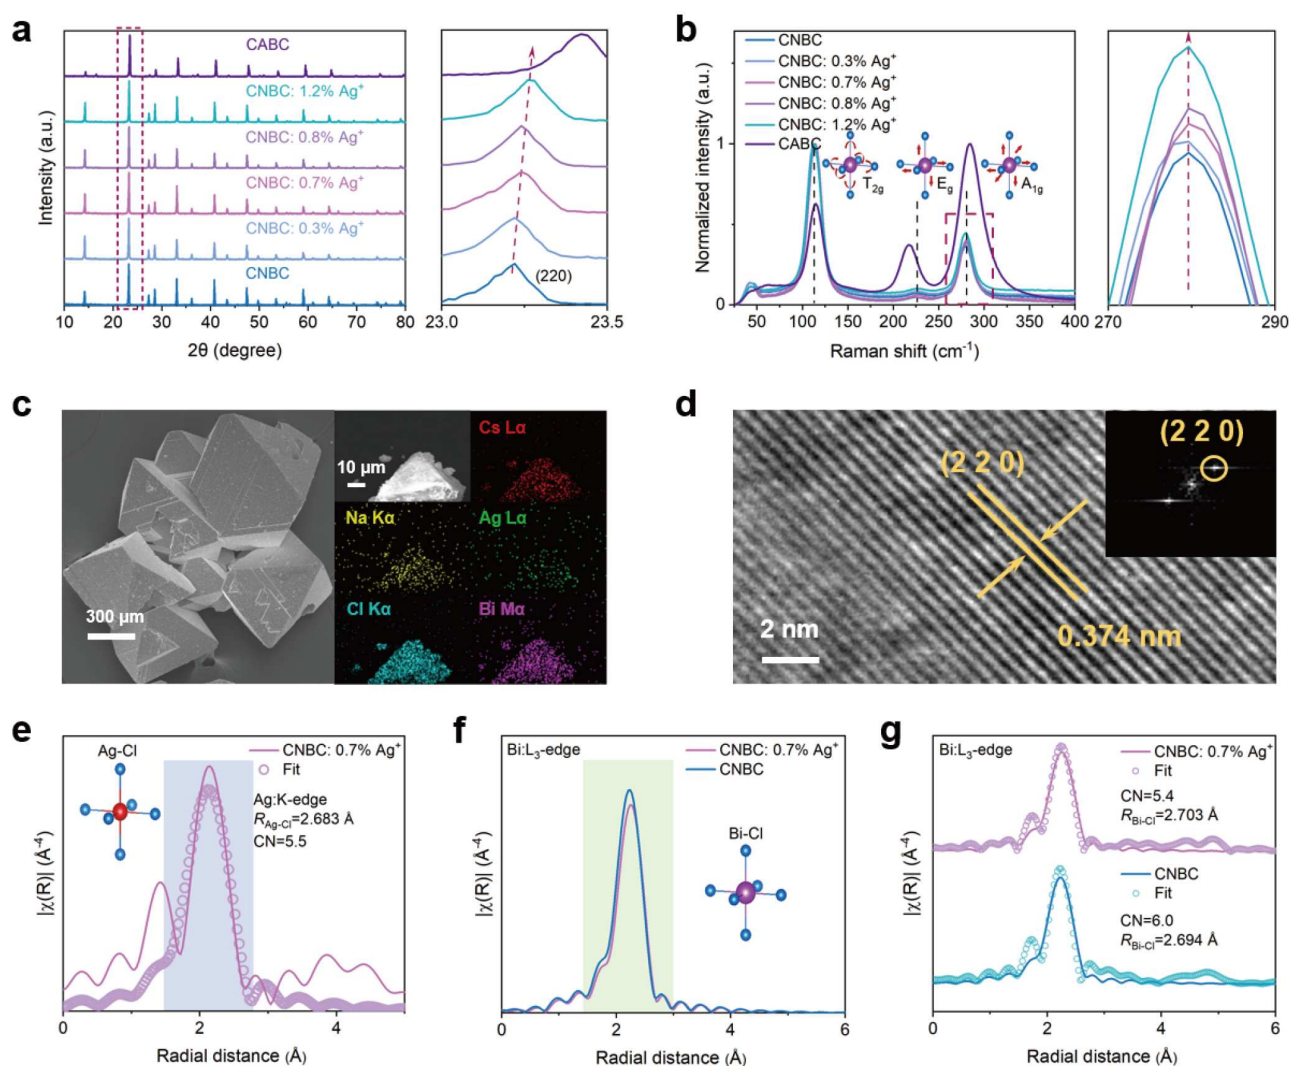 a
CABC
CNBC: 1.2% Ag⁺
CNBC: 0.8% Ag⁺
CNBC: 0.7% Ag⁺
CNBC: 0.3% Ag⁺
CNBC
Intensity (a.u.)
10 20 30 40 50 60 70 80
2θ (degree)
(220)
23.0 23.5
b
CNBC
CNBC: 0.3% Ag⁺
CNBC: 0.7% Ag⁺
CNBC: 0.8% Ag⁺
CNBC: 1.2% Ag⁺
CABC
T₂g
Eg
A₁g
Normalized intensity (a.u.)
1
0
50 100 150 200 250 300 350 400
Raman shift (cm⁻¹)
270 290
c
300 µm
10 µm
Cs Lα
Na Kα
Ag Lα
Cl Kα
Bi Mα
d
(2 2 0)
(2 2 0)
0.374 nm
2 nm
e
Ag-Cl
CNBC: 0.7% Ag⁺
Fit
Ag:K-edge
R Ag-Cl=2.683 Å
CN=5.5
|χ(R)| (Å⁻⁴)
0 2 4
Radial distance (Å)
f
Bi:L₃-edge
CNBC: 0.7% Ag⁺
CNBC
Bi-Cl
|χ(R)| (Å⁻⁴)
0 2 4 6
Radial distance (Å)
g
Bi:L₃-edge
CNBC: 0.7% Ag⁺
Fit
CN=5.4
R Bi-Cl=2.703 Å
CNBC
Fit
CN=6.0
R Bi-Cl=2.694 Å
|χ(R)| (Å⁻⁴)
0 2 4 6
Radial distance (Å)